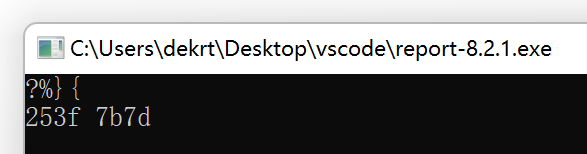 C:\Users\dekrt\Desktop\vscode\report-8.2.1.exe
?%}{
253f 7b7d